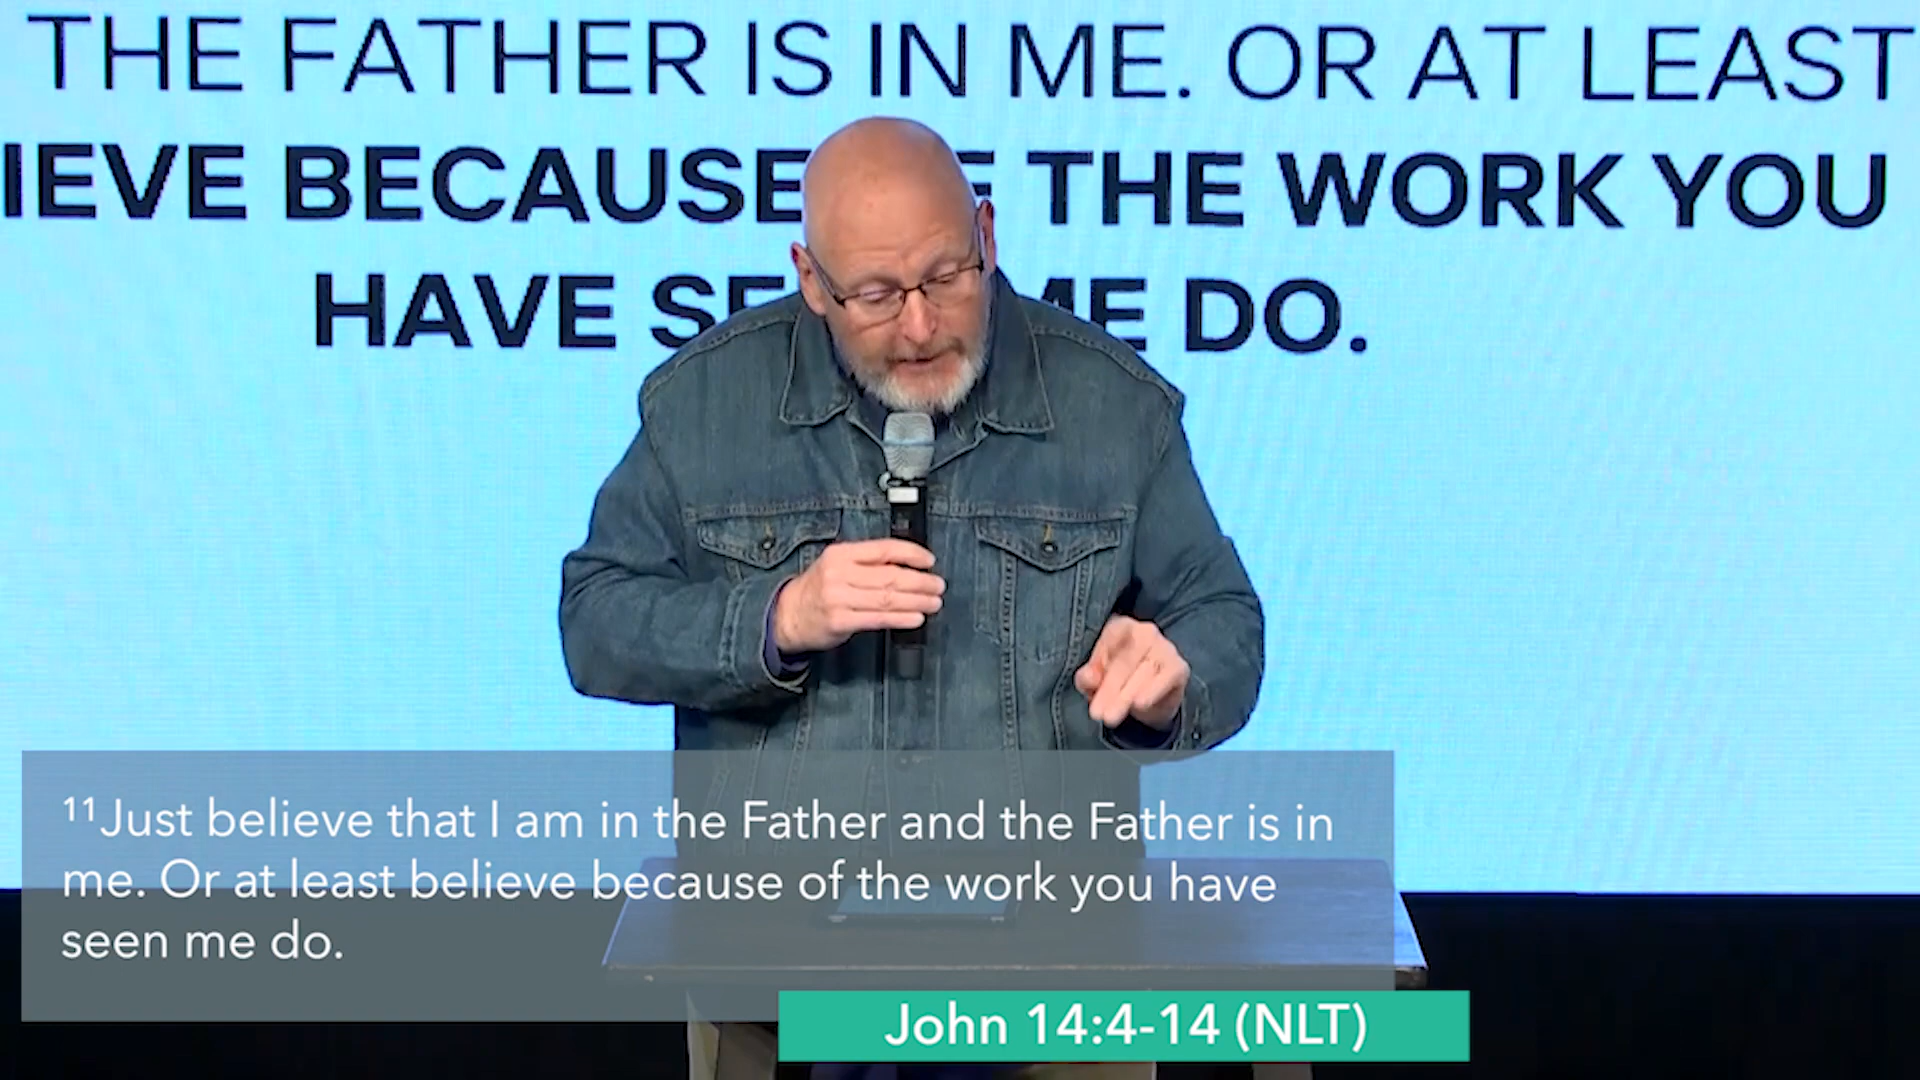 THE FATHER IS IN ME. OR AT LEAST
IEVE BECAUSE THE WORK YOU
HAVE ME DO.
¹¹Just believe that I am in the Father and the Father is in
me. Or at least believe because of the work you have
seen me do.
John 14:4-14 (NLT)